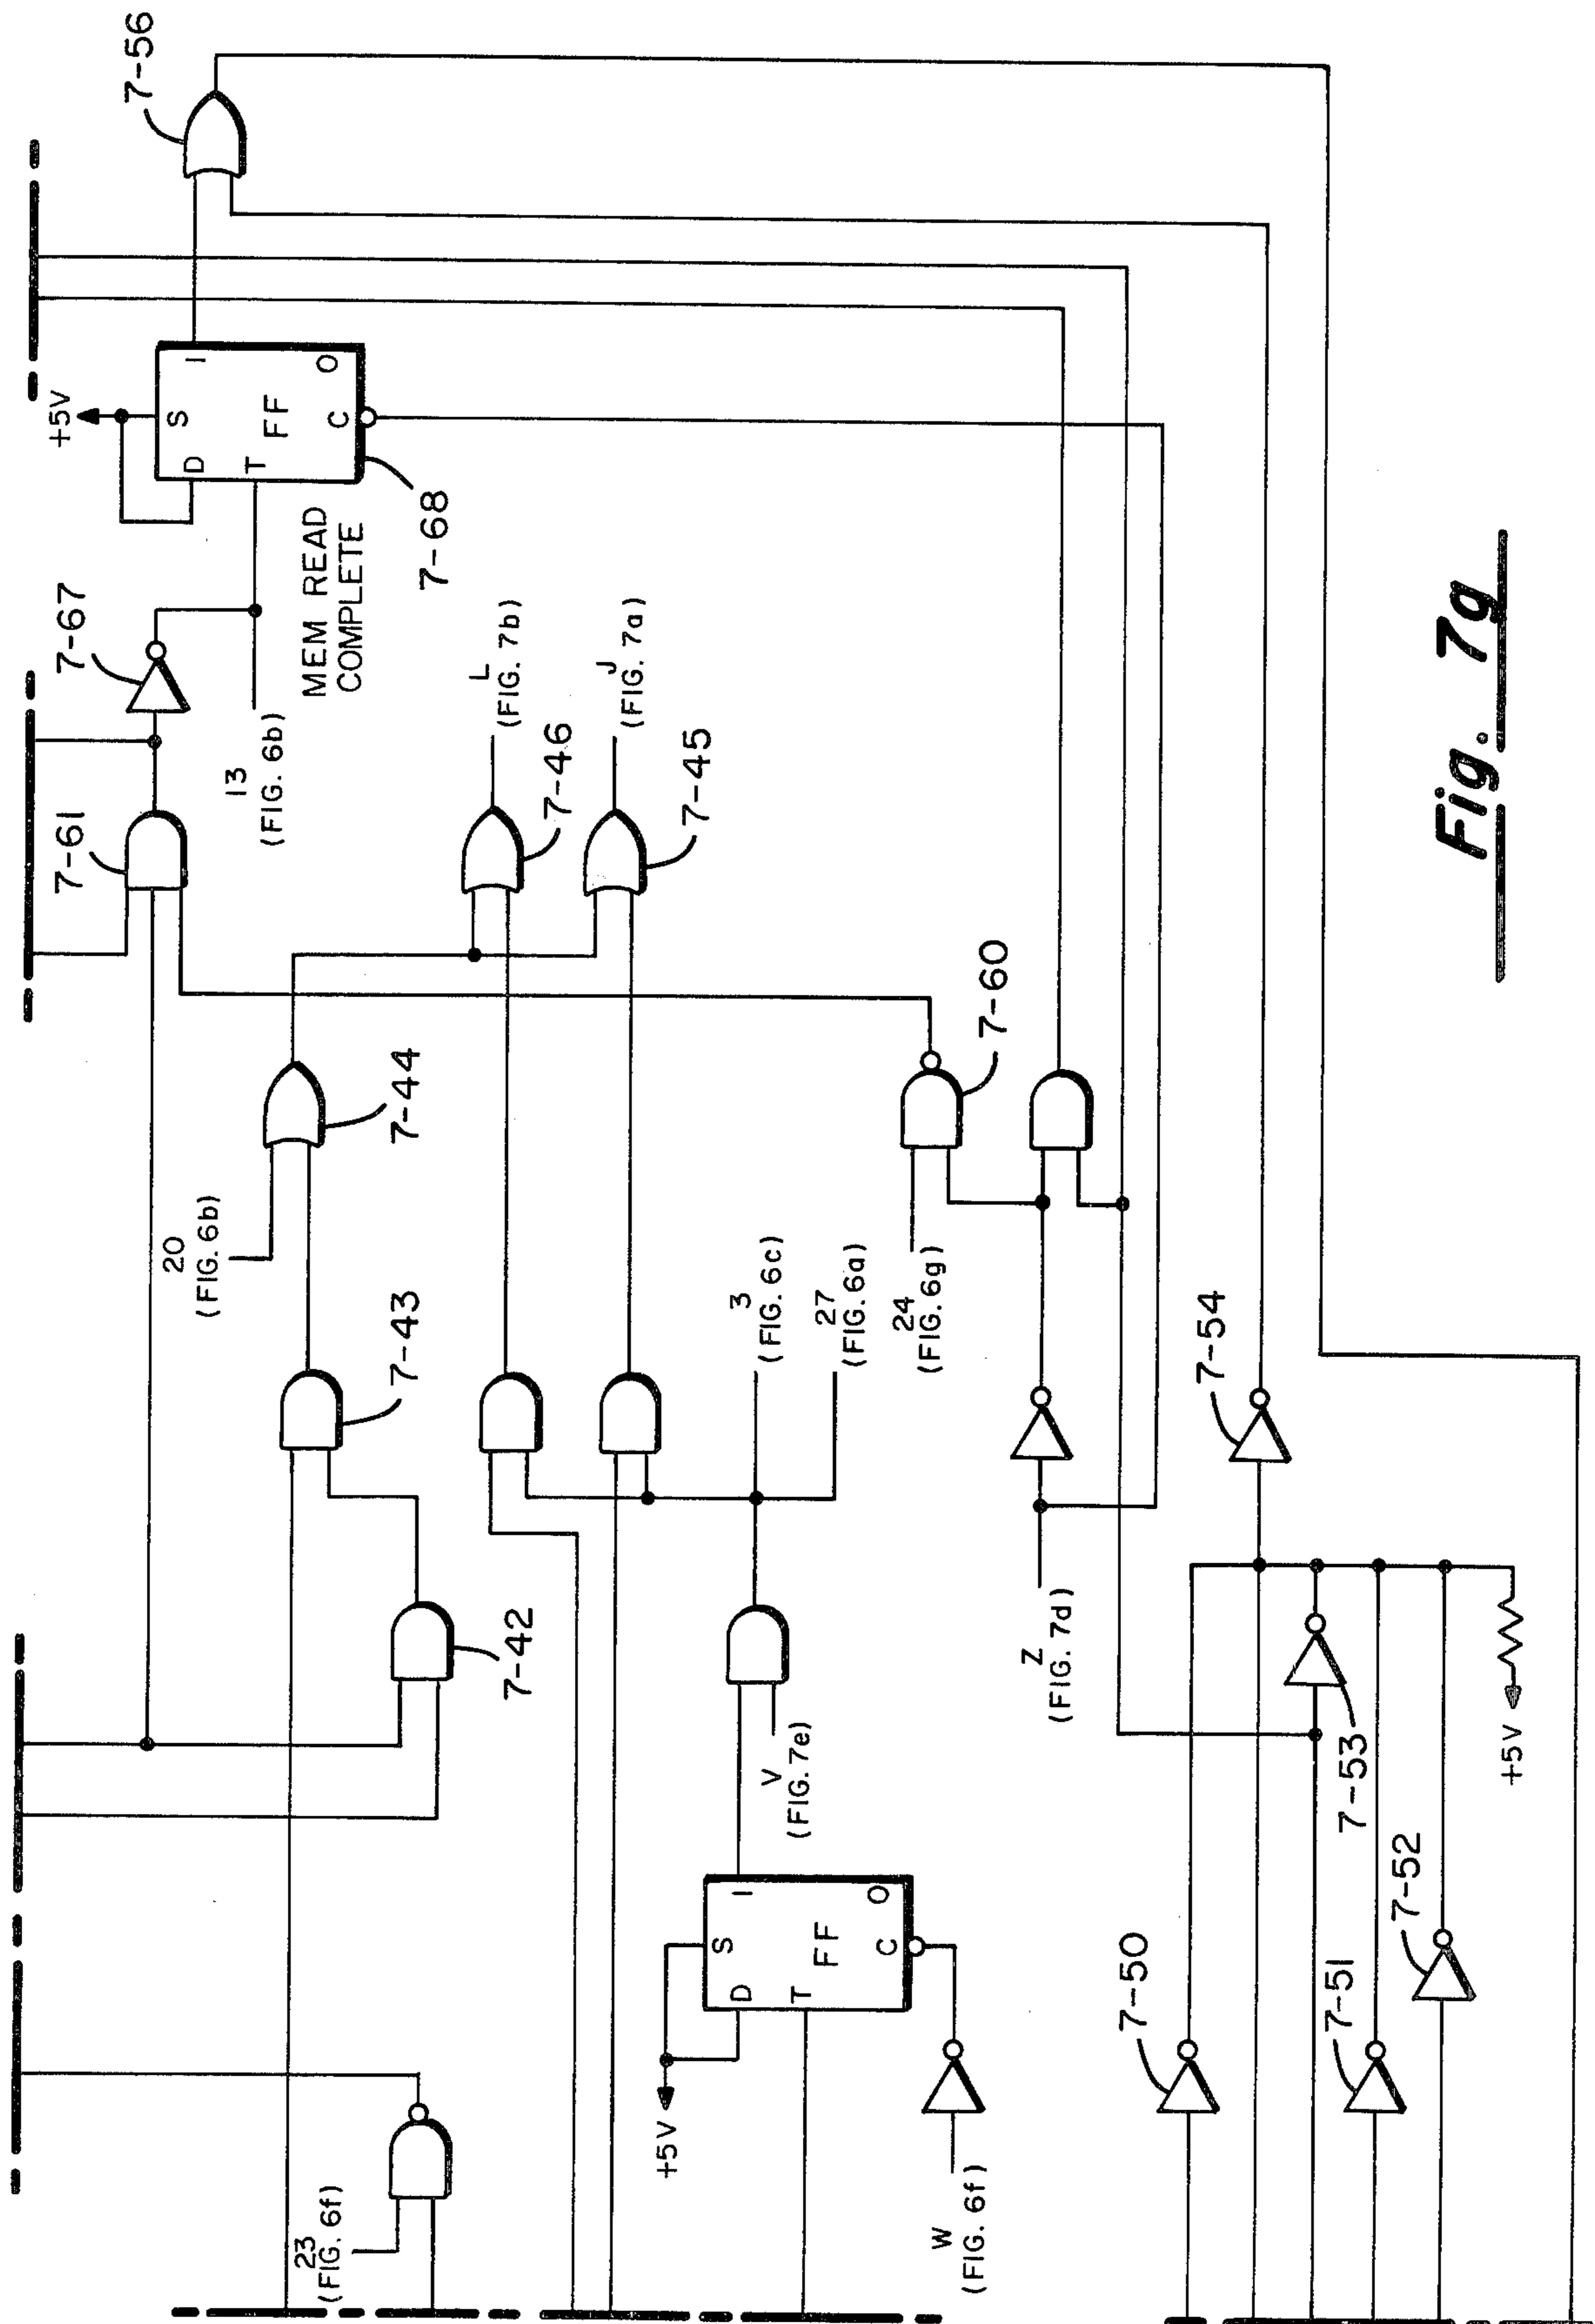 7-56
+5V
S
I
D
FF
T
C
O
7-68
7-67
MEM READ
COMPLETE
7-61
13
(FIG. 6b)
L
(FIG. 7b)
7-46
J
(FIG. 7a)
7-45
7-60
7-44
20
(FIG. 6b)
7-43
3
(FIG. 6c)
27
(FIG. 6a)
24
(FIG. 6g)
7-54
7-42
V
(FIG. 7e)
Z
(FIG. 7d)
7-53
+5V
7-52
S
I
D
FF
T
C
O
+5V
7-50
7-51
23
(FIG. 6f)
W
(FIG. 6f)
Fig. 7g